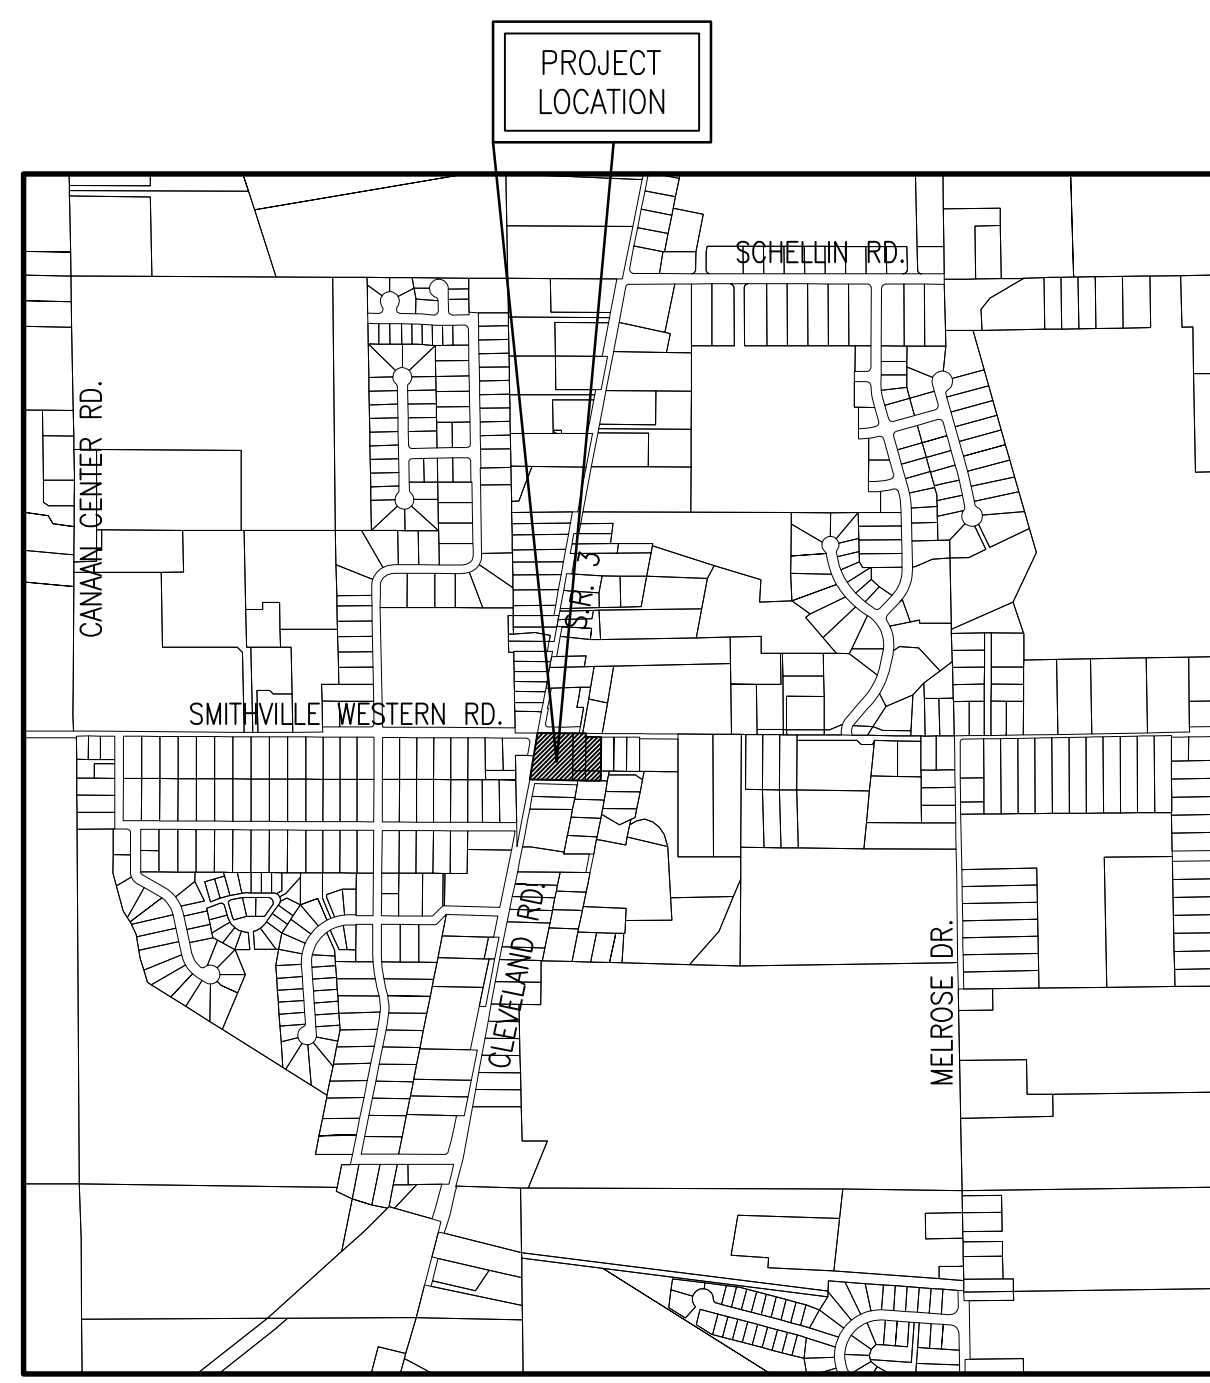 PROJECT
LOCATION
SCHELLIN RD.
CANAAN CENTER RD.
S.R. 3
SMITHVILLE WESTERN RD.
CLEVELAND RD.
MELROSE DR.